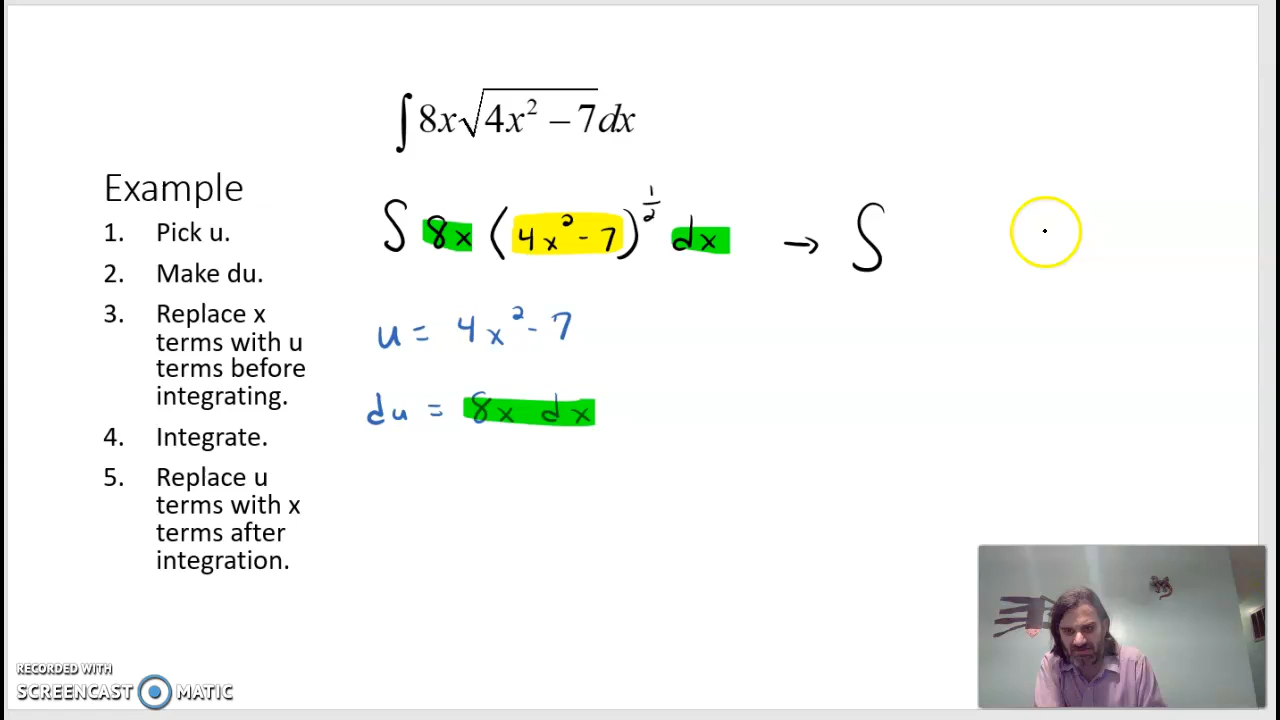 ∫8x√(4x² − 7)dx
Example
∫ 8x (4x² - 7)^(1/2) dx → ∫
1. Pick u.
2. Make du.
3. Replace x
terms with u
terms before
integrating.
4. Integrate.
5. Replace u
terms with x
terms after
integration.
u = 4x² - 7
du = 8x dx
RECORDED WITH
SCREENCAST MATIC